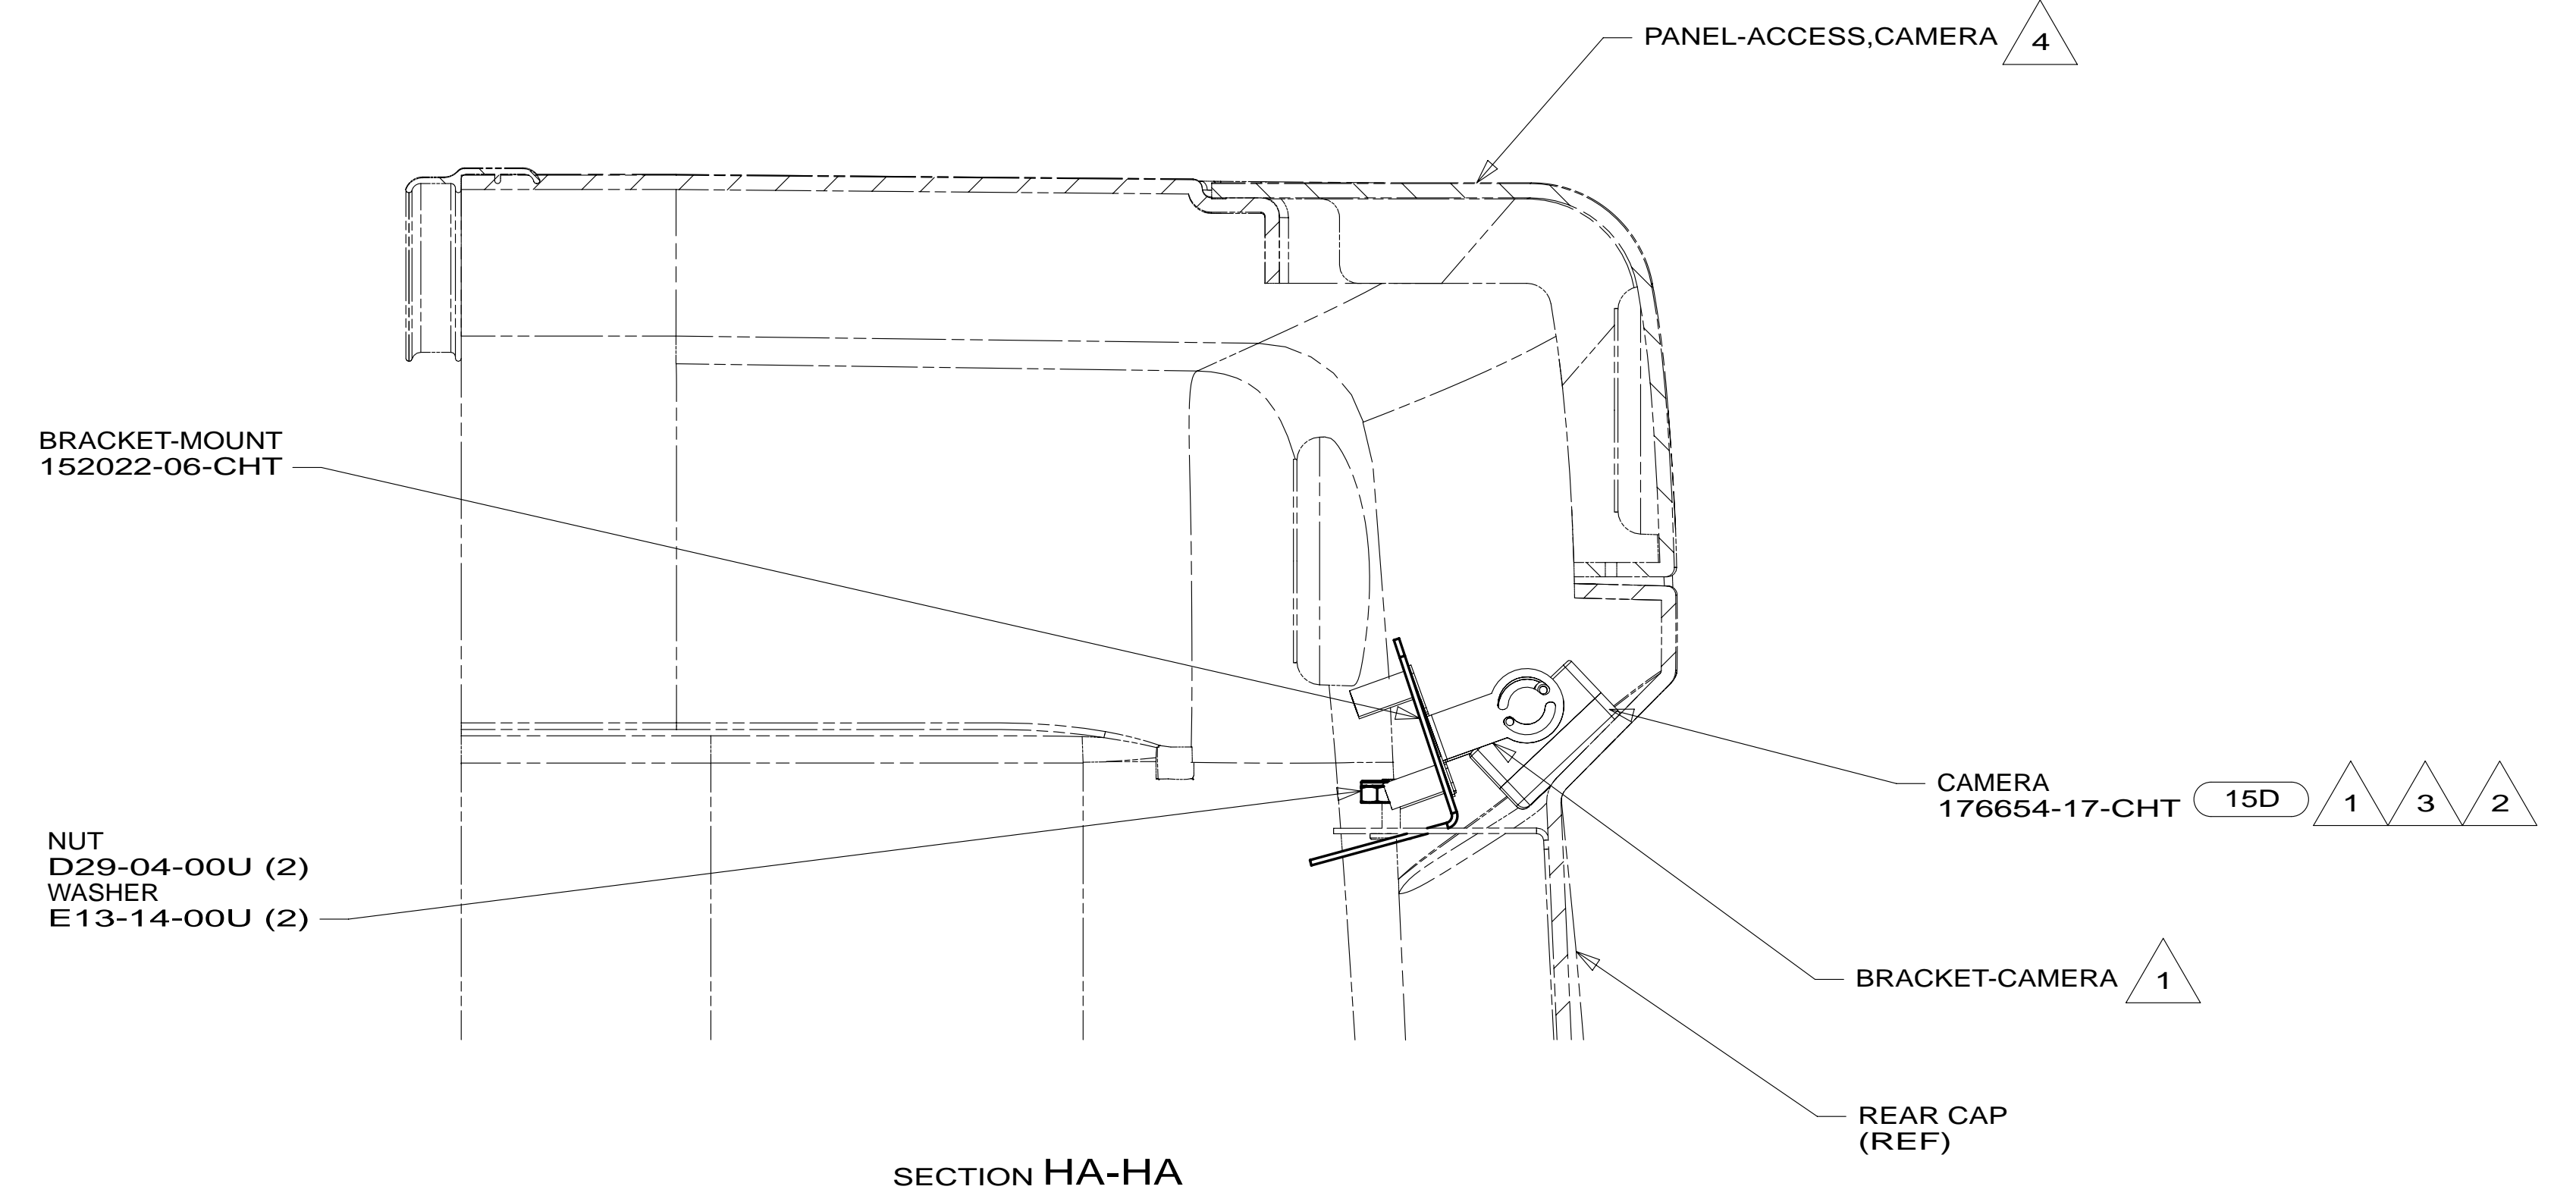 PANEL-ACCESS,CAMERA 4
BRACKET-MOUNT
152022-06-CHT
CAMERA
176654-17-CHT 15D 1 3 2
NUT
D29-04-00U (2)
WASHER
E13-14-00U (2)
BRACKET-CAMERA 1
REAR CAP
(REF)
SECTION HA-HA